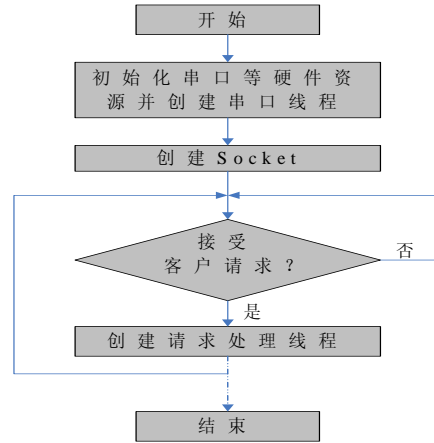 开始
初始化串口等硬件资
源并创建串口线程
创建Socket
接受
客户请求？
否
是
创建请求处理线程
结束